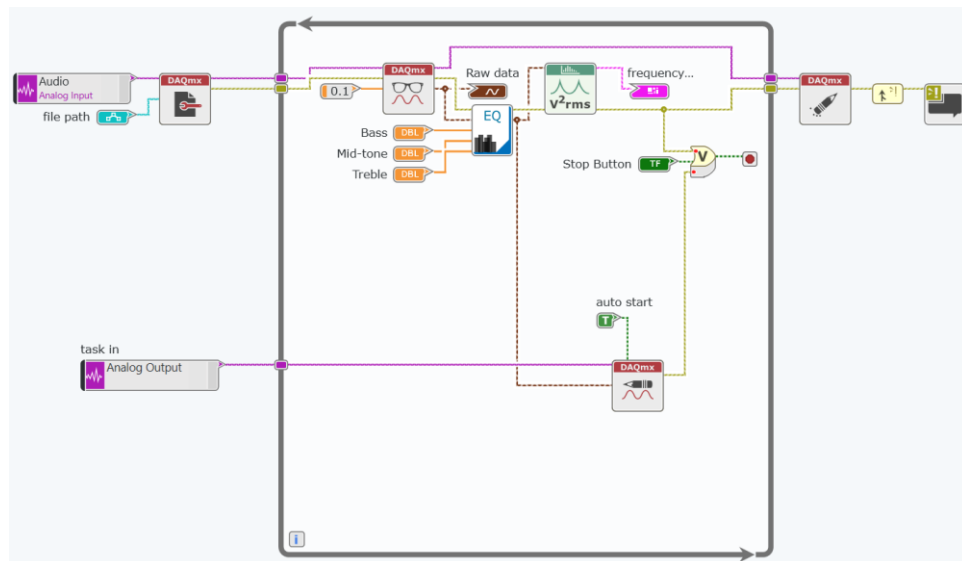 Audio
Analog Input
file path
DAQmx
0.1
DAQmx
Raw data
EQ
Bass
DBL
Mid-tone
DBL
Treble
DBL
V²rms
frequency...
Stop Button
TF
V
DAQmx
auto start
T
task in
Analog Output
DAQmx
i